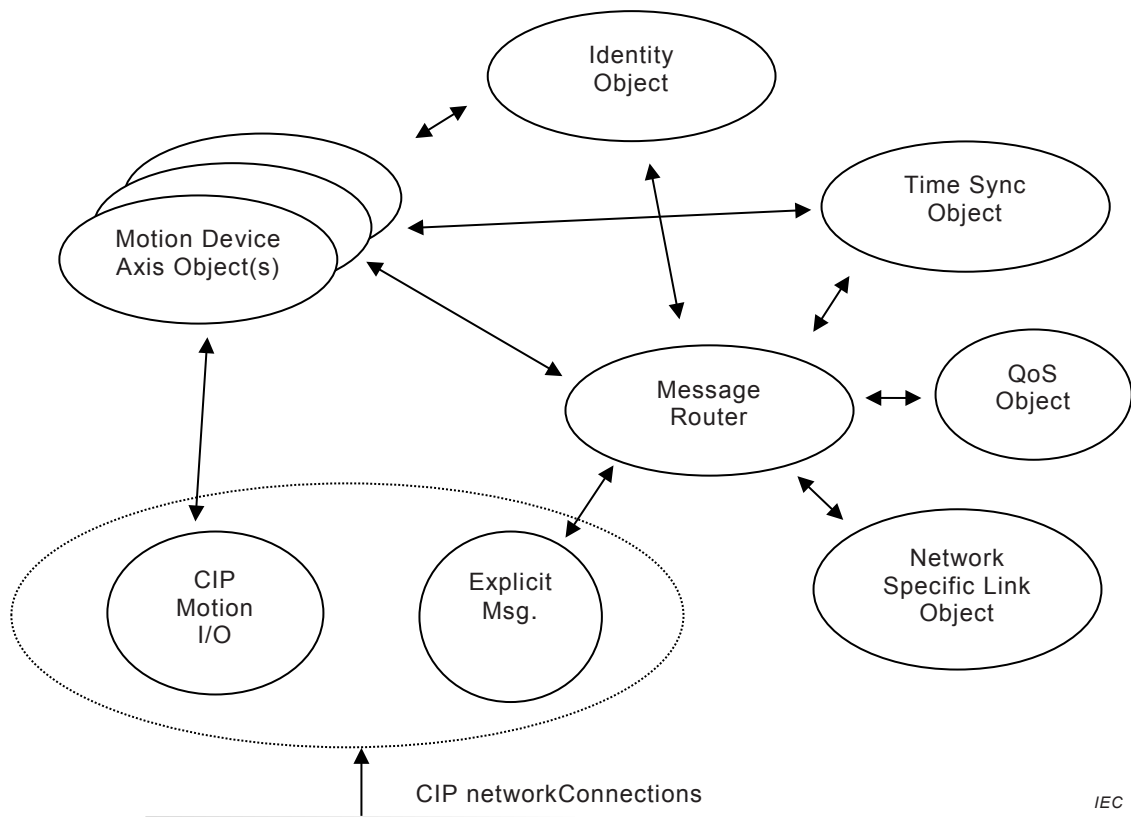 Identity
Object
Time Sync
Object
Motion Device
Axis Object(s)
QoS
Object
Message
Router
CIP
Motion
I/O
Explicit
Msg.
Network
Specific Link
Object
CIP networkConnections
IEC